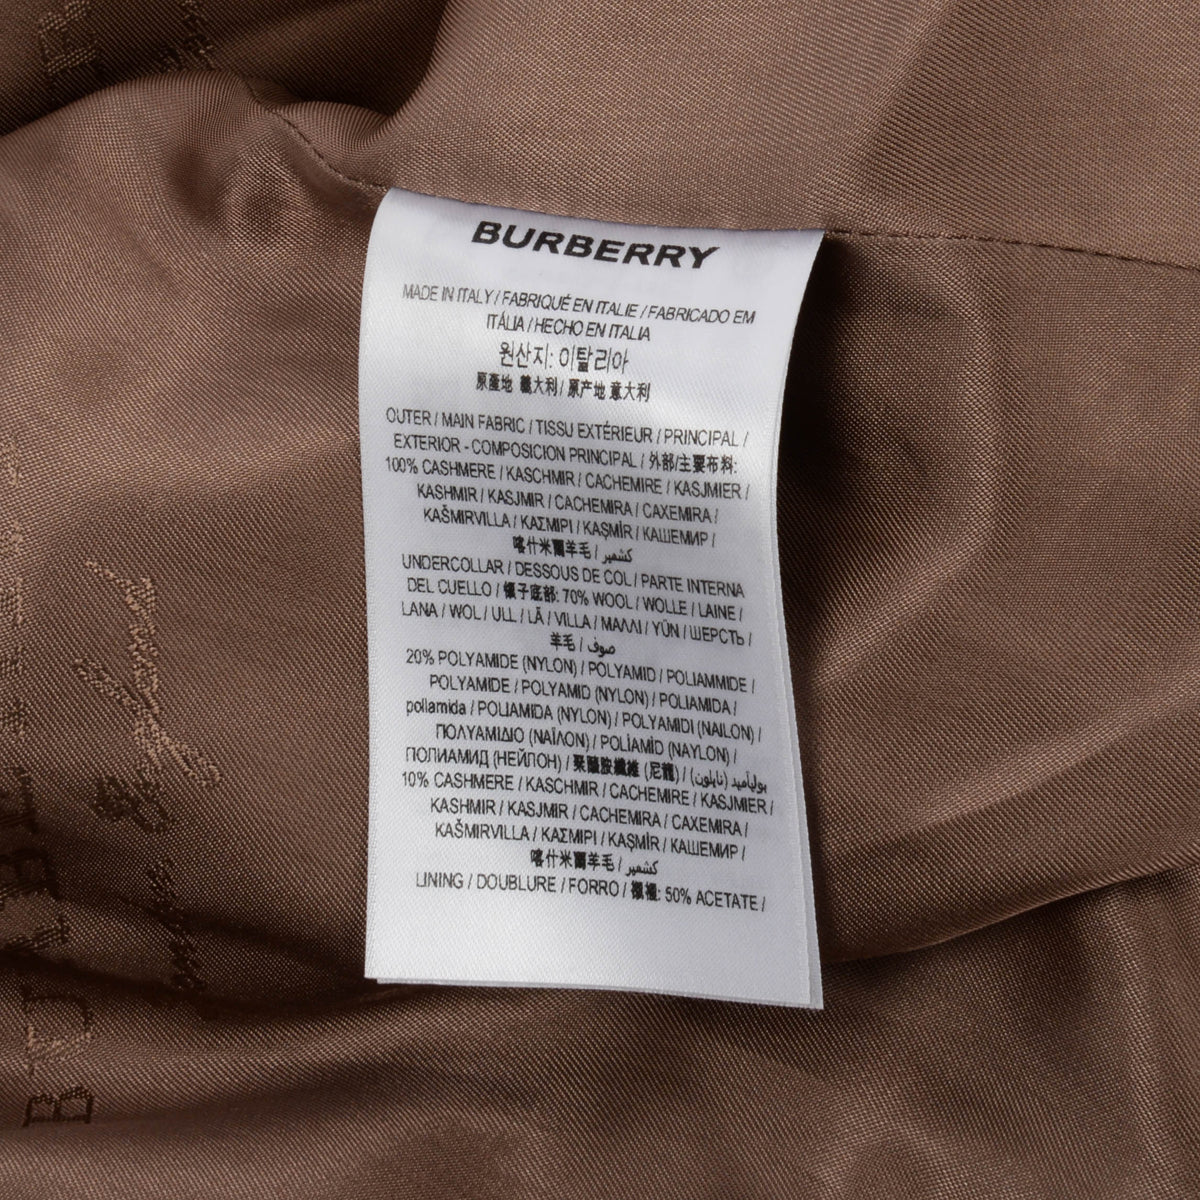 BURBERRY
MADE IN ITALY / FABRIQUÉ EN ITALIE / FABRICADO EM
ITÁLIA / HECHO EN ITALIA
원산지: 이탈리아
原產地 義大利 / 原产地 意大利
OUTER / MAIN FABRIC / TISSU EXTÉRIEUR / PRINCIPAL /
EXTERIOR - COMPOSICION PRINCIPAL / 外部/主要布料:
100% CASHMERE / KASCHMIR / CACHEMIRE / KASJMIER /
KASHMIR / KASJMIR / CACHEMIRA / CAXEMIRA /
KAŠMIRVILLA / ΚΑΣΜΙΡΙ / KAŞMİR / КАШЕМИР /
喀什米爾羊毛 / كشمير
UNDERCOLLAR / DESSOUS DE COL / PARTE INTERNA
DEL CUELLO / 領子底部: 70% WOOL / WOLLE / LAINE /
LANA / WOL / ULL / LÃ / VILLA / ΜΑΛΛΙ / YÜN / ШЕРСТЬ /
羊毛 / صوف
20% POLYAMIDE (NYLON) / POLYAMID / POLIAMMIDE /
POLYAMIDE / POLYAMID (NYLON) / POLIAMIDA /
poliamida / POLIAMIDA (NYLON) / POLYAMIDI (NAILON) /
ΠΟΛΥΑΜΙΔΙΟ (ΝΑΪΛΟΝ) / POLİAMİD (NAYLON) /
ПОЛИАМИД (НЕЙЛОН) / 聚醯胺纖維 (尼龍) / بوليأميد (نايلون)
10% CASHMERE / KASCHMIR / CACHEMIRE / KASJMIER /
KASHMIR / KASJMIR / CACHEMIRA / CAXEMIRA /
KAŠMIRVILLA / ΚΑΣΜΙΡΙ / KAŞMİR / КАШЕМИР /
喀什米爾羊毛 / كشمير
LINING / DOUBLURE / FORRO / 襯裡: 50% ACETATE /